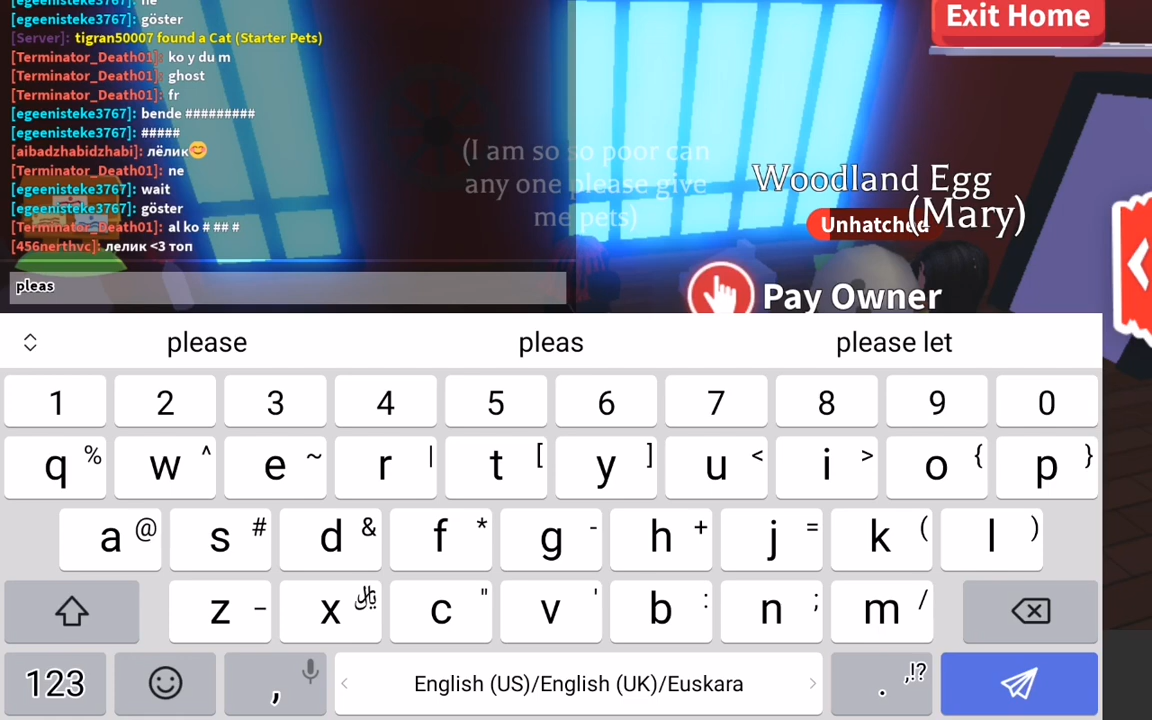 [egeenisteke3767]: ne
[egeenisteke3767]: göster
[Server]: tigran50007 found a Cat (Starter Pets)
[Terminator_Death01]: ko y du m
[Terminator_Death01]: ghost
[Terminator_Death01]: fr
[egeenisteke3767]: bende #########
[egeenisteke3767]: #####
[aibadzhabidzhabi]: лёлик😊
[Terminator_Death01]: ne
[egeenisteke3767]: wait
[egeenisteke3767]: göster
[Terminator_Death01]: al ko # ## #
[456nerthvc]: лелик <3 топ
pleas
(I am so so poor can
any one please give
me pets)
Exit Home
Woodland Egg
(Mary)
Unhatched
Pay Owner
please pleas please let
1 2 3 4 5 6 7 8 9 0
q % w ^ e ~ r | t [ y ] u < i > o { p }
a @ s # d & f * g - h + j = k ( l )
z – x ﷼ c " v ' b : n ; m /
123 , English (US)/English (UK)/Euskara . ,!?